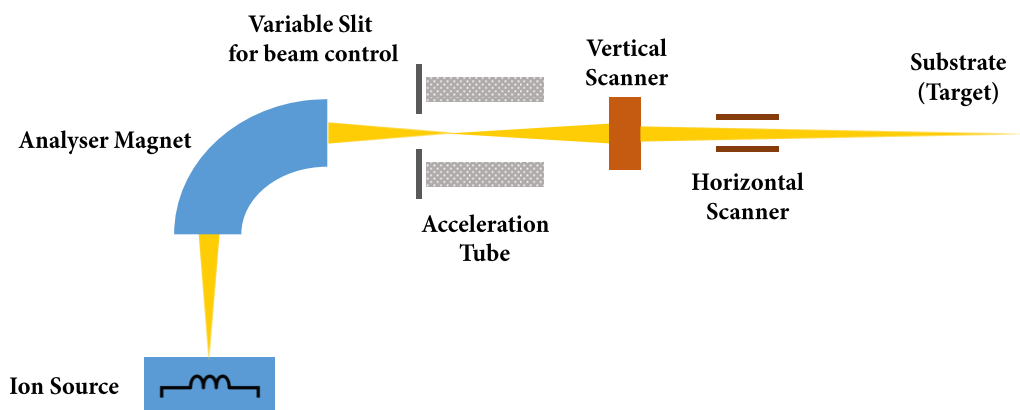 Variable Slit
for beam control
Vertical
Scanner
Substrate
(Target)
Analyser Magnet
Horizontal
Scanner
Acceleration
Tube
Ion Source